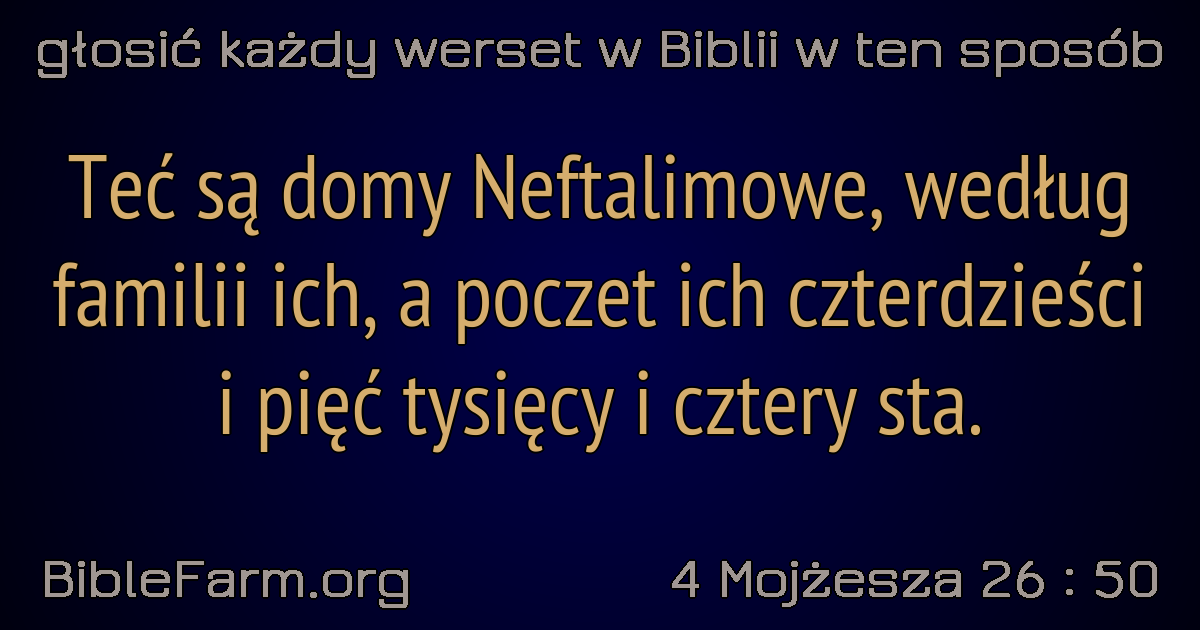 głosić każdy werset w Biblii w ten sposób
Teć są domy Neftalimowe, według
familii ich, a poczet ich czterdzieści
i pięć tysięcy i cztery sta.
BibleFarm.org
4 Mojżesza 26 : 50